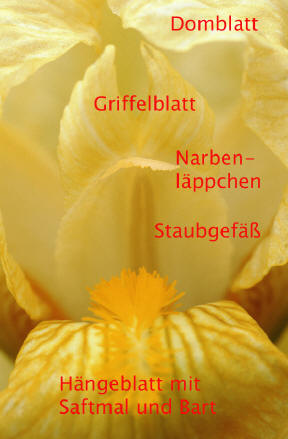 Domblatt
Griffelblatt
Narben-
läppchen
Staubgefäß
Hängeblatt mit
Saftmal und Bart